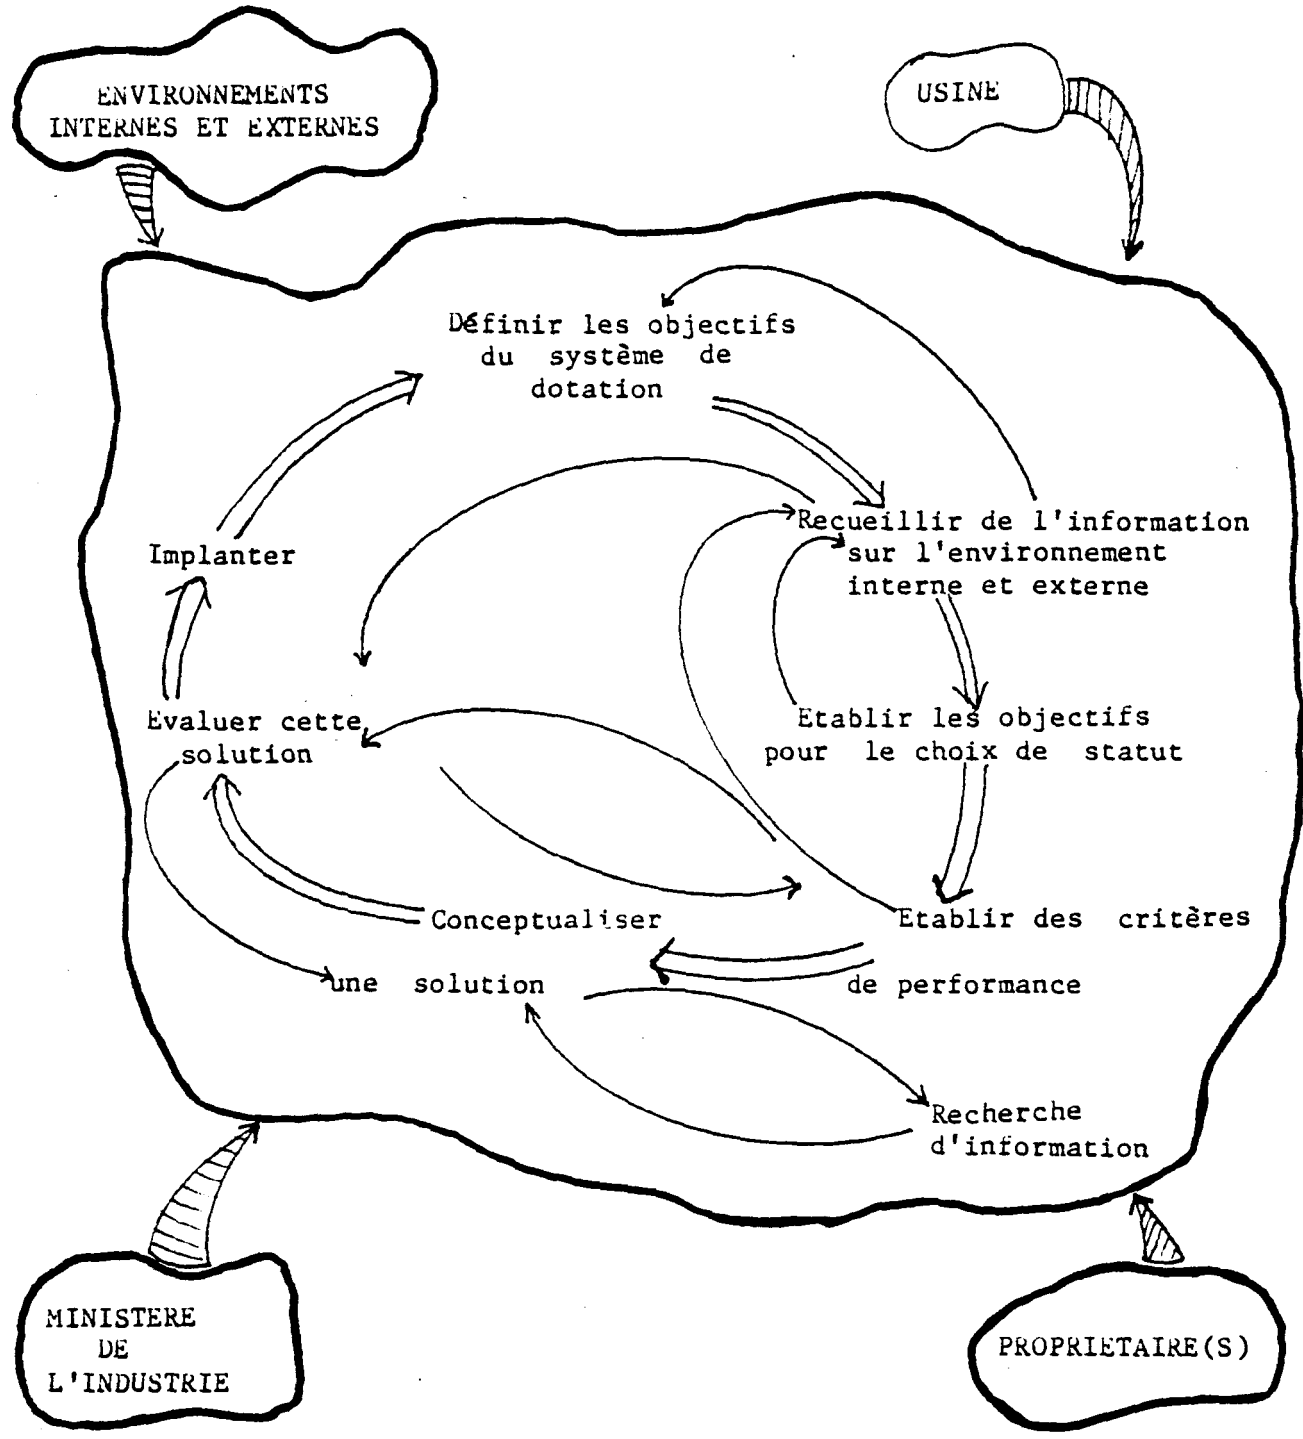 ENVIRONNEMENTS
INTERNES ET EXTERNES
USINE
Définir les objectifs
du système de
dotation
Recueillir de l'information
sur l'environnement
interne et externe
Implanter
Etablir les objectifs
pour le choix de statut
Evaluer cette
solution
Conceptualiser
une solution
Etablir des critères
de performance
Recherche
d'information
MINISTERE
DE
L'INDUSTRIE
PROPRIETAIRE(S)